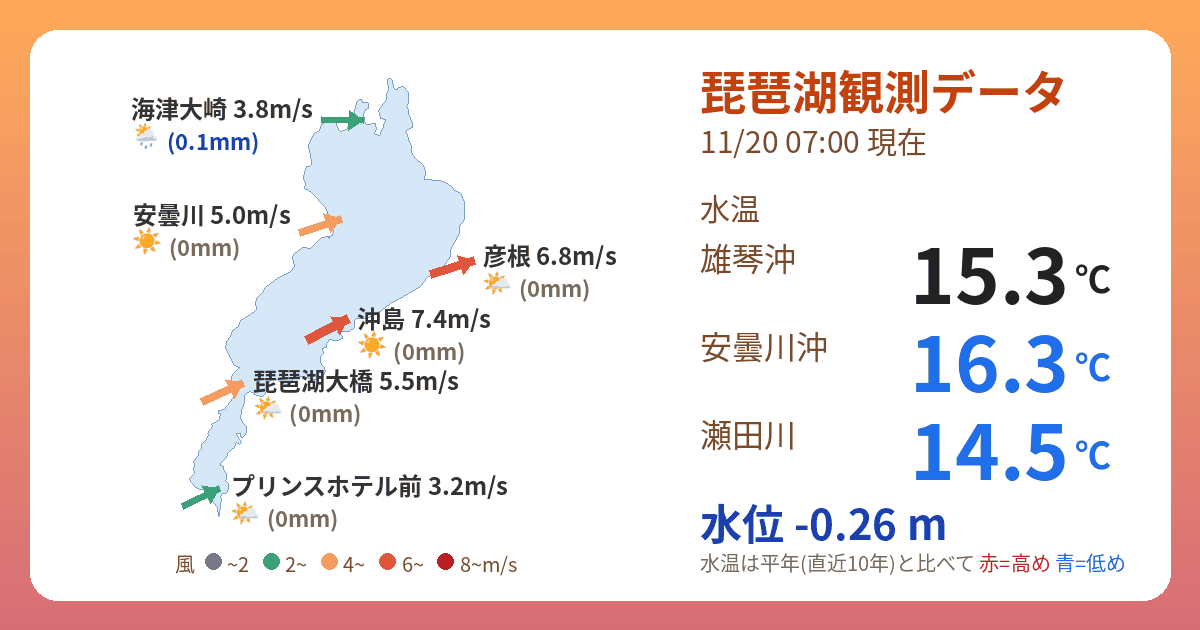 海津大崎 3.8m/s
(0.1mm)
安曇川 5.0m/s
(0mm)
彦根 6.8m/s
(0mm)
沖島 7.4m/s
(0mm)
琵琶湖大橋 5.5m/s
(0mm)
プリンスホテル前 3.2m/s
(0mm)
風 ~2 2~ 4~ 6~ 8~m/s
琵琶湖観測データ
11/20 07:00 現在
水温
雄琴沖 15.3℃
安曇川沖 16.3℃
瀬田川 14.5℃
水位 -0.26 m
水温は平年(直近10年)と比べて 赤=高め 青=低め